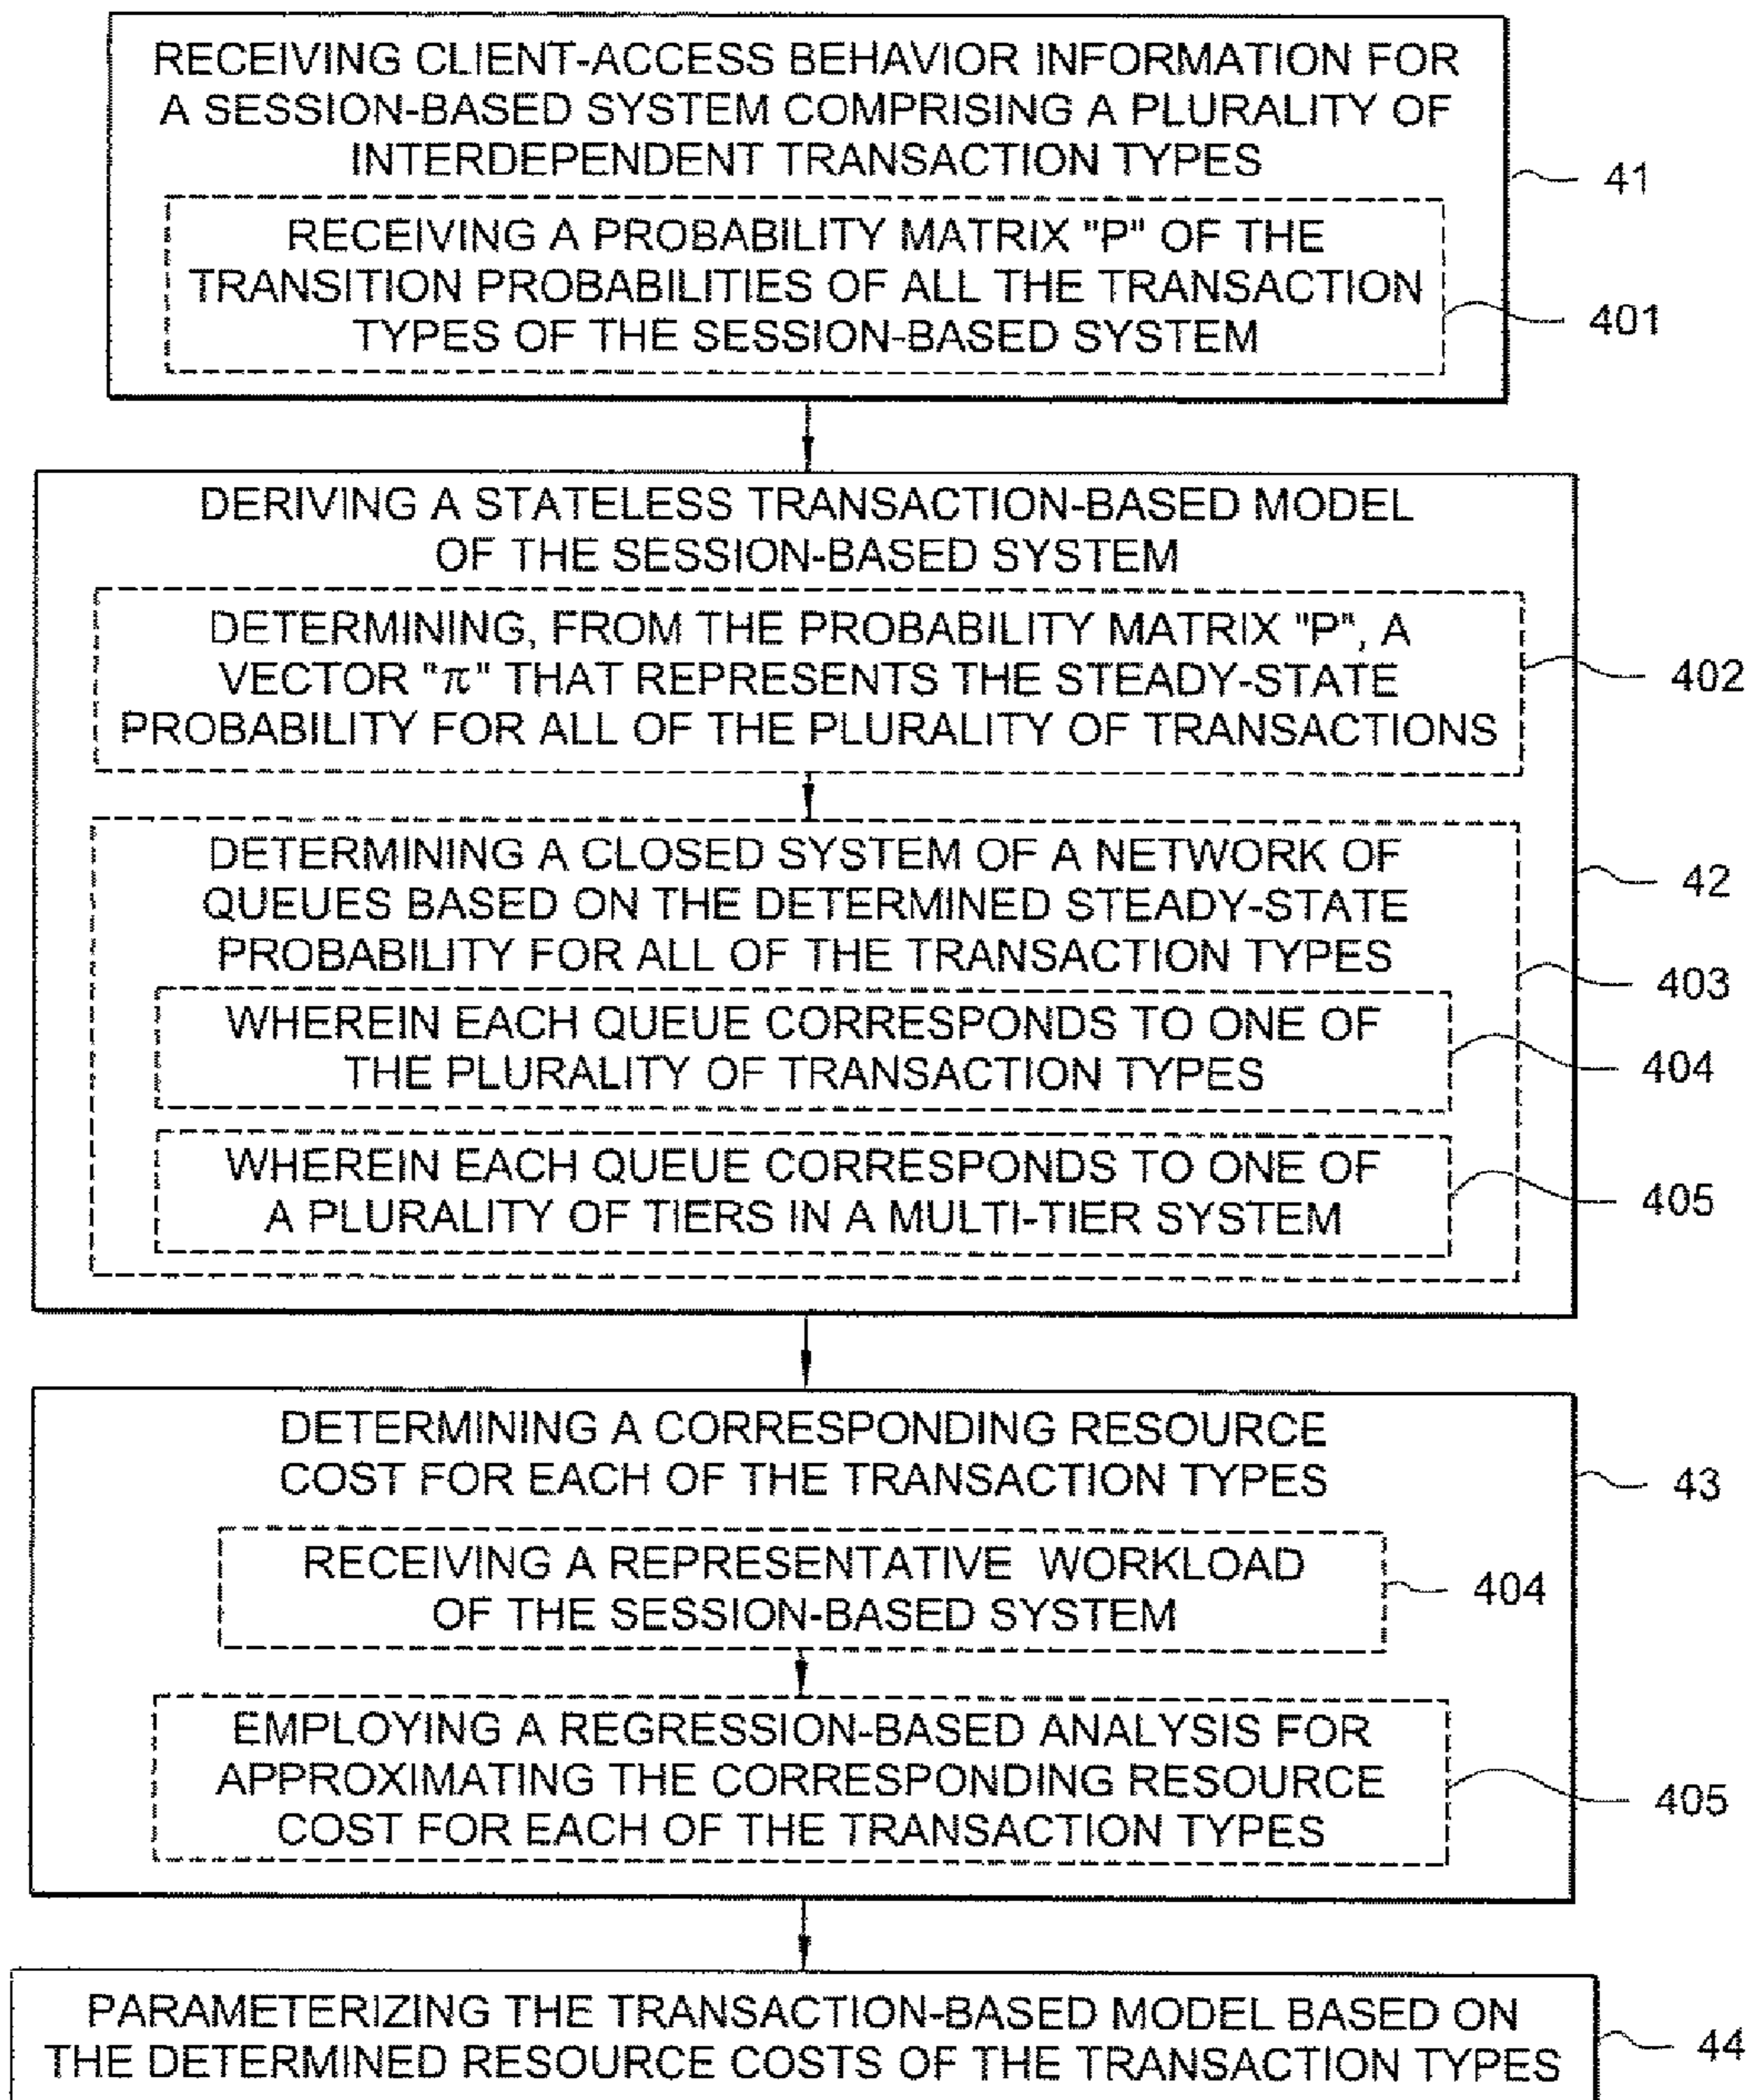 RECEIVING CLIENT-ACCESS BEHAVIOR INFORMATION FOR
A SESSION-BASED SYSTEM COMPRISING A PLURALITY OF
INTERDEPENDENT TRANSACTION TYPES
41
RECEIVING A PROBABILITY MATRIX "P" OF THE
TRANSITION PROBABILITIES OF ALL THE TRANSACTION
TYPES OF THE SESSION-BASED SYSTEM
401
DERIVING A STATELESS TRANSACTION-BASED MODEL
OF THE SESSION-BASED SYSTEM
DETERMINING, FROM THE PROBABILITY MATRIX "P", A
VECTOR "π" THAT REPRESENTS THE STEADY-STATE
PROBABILITY FOR ALL OF THE PLURALITY OF TRANSACTIONS
402
DETERMINING A CLOSED SYSTEM OF A NETWORK OF
QUEUES BASED ON THE DETERMINED STEADY-STATE
PROBABILITY FOR ALL OF THE TRANSACTION TYPES
42
403
WHEREIN EACH QUEUE CORRESPONDS TO ONE OF
THE PLURALITY OF TRANSACTION TYPES
404
WHEREIN EACH QUEUE CORRESPONDS TO ONE OF
A PLURALITY OF TIERS IN A MULTI-TIER SYSTEM
405
DETERMINING A CORRESPONDING RESOURCE
COST FOR EACH OF THE TRANSACTION TYPES
43
RECEIVING A REPRESENTATIVE WORKLOAD
OF THE SESSION-BASED SYSTEM
404
EMPLOYING A REGRESSION-BASED ANALYSIS FOR
APPROXIMATING THE CORRESPONDING RESOURCE
COST FOR EACH OF THE TRANSACTION TYPES
405
PARAMETERIZING THE TRANSACTION-BASED MODEL BASED ON
THE DETERMINED RESOURCE COSTS OF THE TRANSACTION TYPES
44